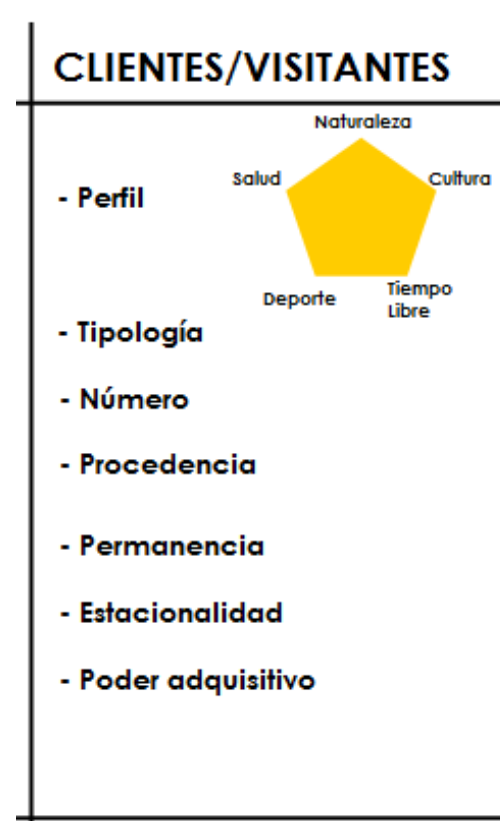 CLIENTES/VISITANTES
Naturaleza
Salud
Cultura
- Perfil
Deporte
Tiempo
Libre
- Tipología
- Número
- Procedencia
- Permanencia
- Estacionalidad
- Poder adquisitivo